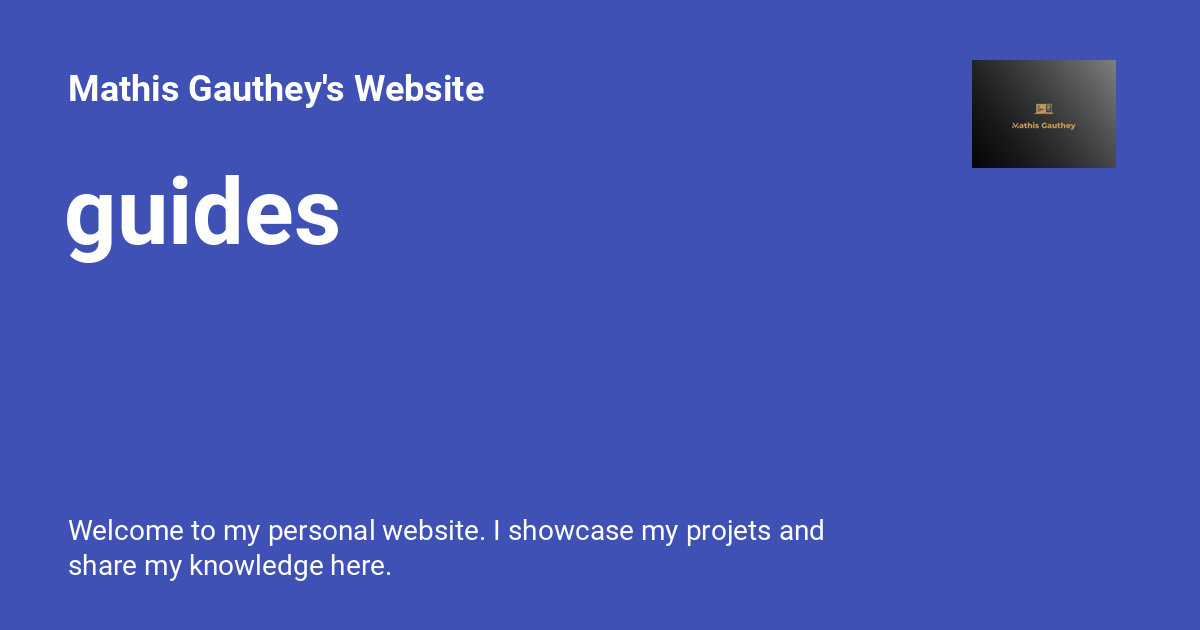 Mathis Gauthey's Website
Mathis Gauthey
guides
Welcome to my personal website. I showcase my projets and
share my knowledge here.